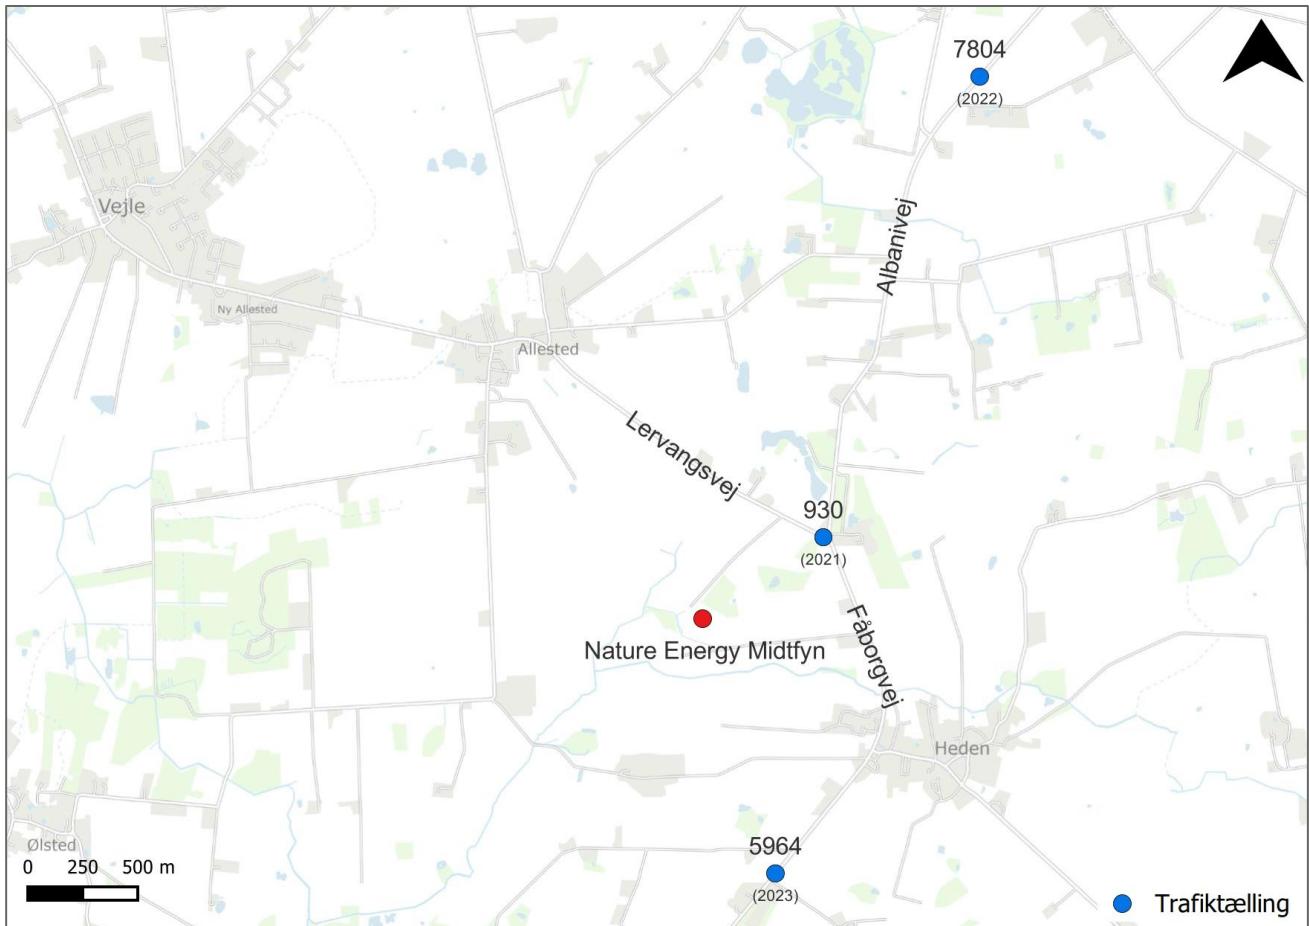 7804
(2022)
Vejle
Albanivej
Ny Allested
Allested
Lervangsvej
930
(2021)
Nature Energy Midtfyn
Fåborgvej
Heden
5964
(2023)
Ølsted
0 250 500 m
Trafiktælling